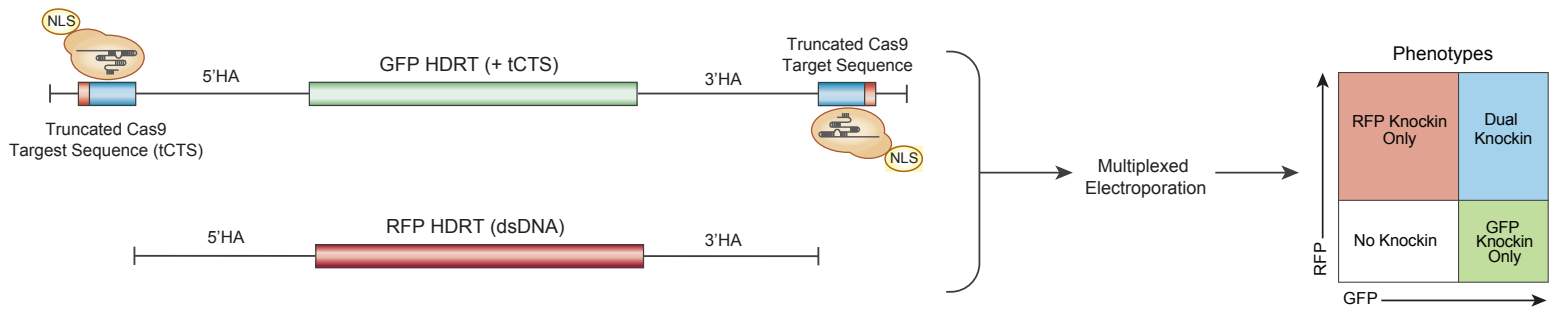 NLS
5'HA
GFP HDRT (+ tCTS)
3'HA
Truncated Cas9
Target Sequence
Truncated Cas9
Targest Sequence (tCTS)
NLS
5'HA
RFP HDRT (dsDNA)
3'HA
Multiplexed
Electroporation
Phenotypes
RFP Knockin
Only
Dual
Knockin
No Knockin
GFP
Knockin
Only
RFP
GFP